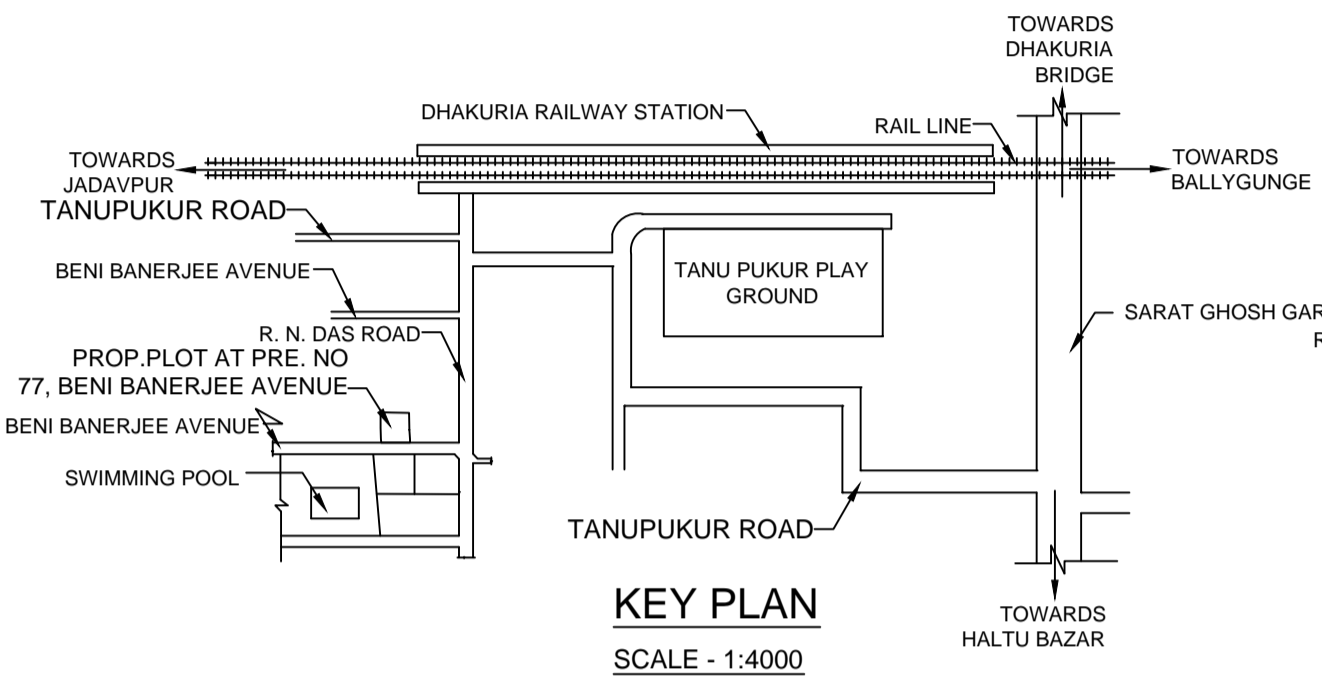 TOWARDS
DHAKURIA
BRIDGE
DHAKURIA RAILWAY STATION
RAIL LINE
TOWARDS
JADAVPUR
TOWARDS
BALLYGUNGE
TANUPUKUR ROAD
BENI BANERJEE AVENUE
TANU PUKUR PLAY
GROUND
SARAT GHOSH GAR
R
R. N. DAS ROAD
PROP.PLOT AT PRE. NO
77, BENI BANERJEE AVENUE
BENI BANERJEE AVENUE
SWIMMING POOL
TANUPUKUR ROAD
KEY PLAN
SCALE - 1:4000
TOWARDS
HALTU BAZAR